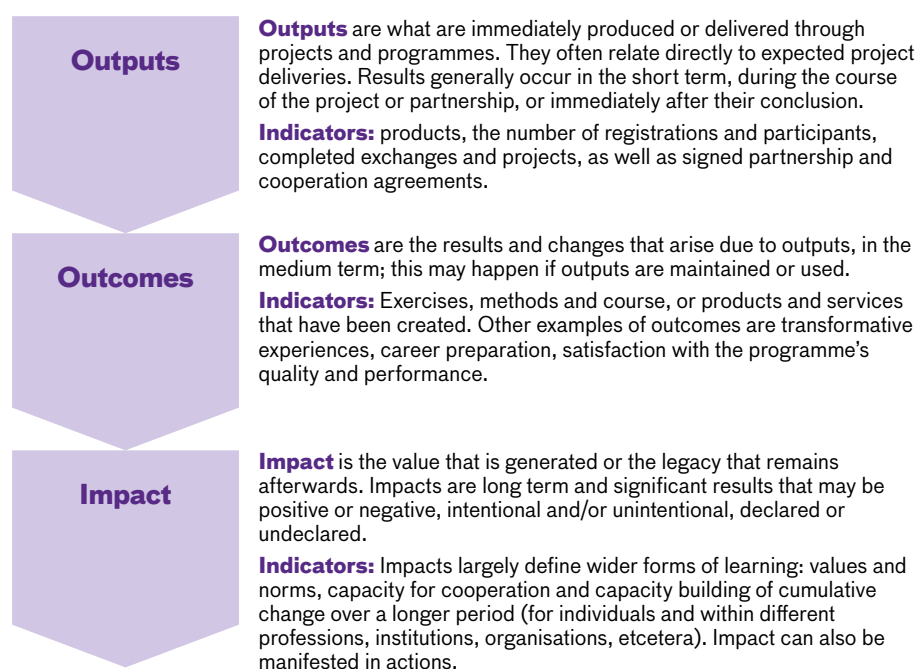 Outputs
Outputs are what are immediately produced or delivered through
projects and programmes. They often relate directly to expected project
deliveries. Results generally occur in the short term, during the course
of the project or partnership, or immediately after their conclusion.
Indicators: products, the number of registrations and participants,
completed exchanges and projects, as well as signed partnership and
cooperation agreements.
Outcomes
Outcomes are the results and changes that arise due to outputs, in the
medium term; this may happen if outputs are maintained or used.
Indicators: Exercises, methods and course, or products and services
that have been created. Other examples of outcomes are transformative
experiences, career preparation, satisfaction with the programme’s
quality and performance.
Impact
Impact is the value that is generated or the legacy that remains
afterwards. Impacts are long term and significant results that may be
positive or negative, intentional and/or unintentional, declared or
undeclared.
Indicators: Impacts largely define wider forms of learning: values and
norms, capacity for cooperation and capacity building of cumulative
change over a longer period (for individuals and within different
professions, institutions, organisations, etcetera). Impact can also be
manifested in actions.